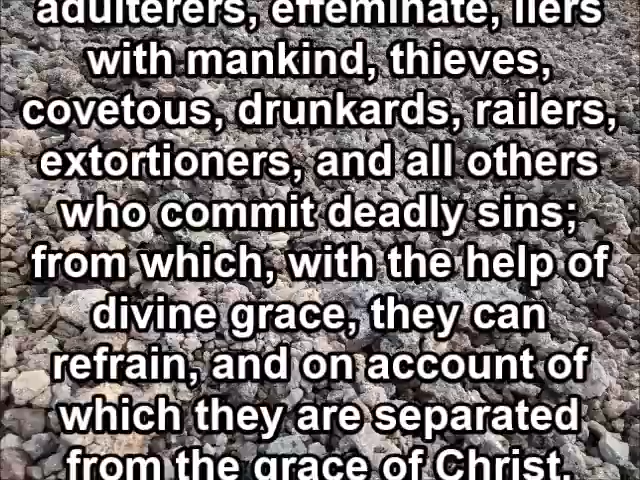 adulterers, effeminate, liers
with mankind, thieves,
covetous, drunkards, railers,
extortioners, and all others
who commit deadly sins;
from which, with the help of
divine grace, they can
refrain, and on account of
which they are separated
from the grace of Christ.